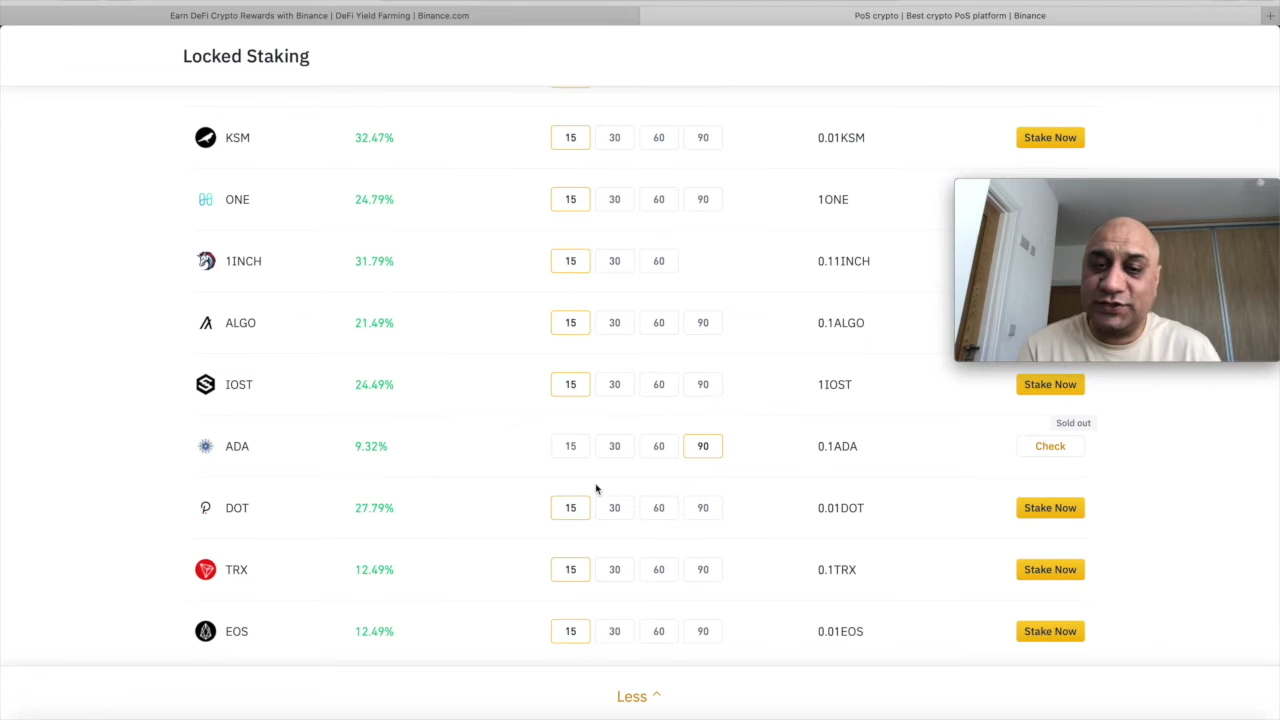 Earn DeFi Crypto Rewards with Binance | DeFi Yield Farming | Binance.com
PoS crypto | Best crypto PoS platform | Binance
Locked Staking
KSM 32.47% 15 30 60 90 0.01KSM Stake Now
ONE 24.79% 15 30 60 90 1ONE
1INCH 31.79% 15 30 60 0.11INCH
ALGO 21.49% 15 30 60 90 0.1ALGO
IOST 24.49% 15 30 60 90 1IOST Stake Now
Sold out
ADA 9.32% 15 30 60 90 0.1ADA Check
DOT 27.79% 15 30 60 90 0.01DOT Stake Now
TRX 12.49% 15 30 60 90 0.1TRX Stake Now
EOS 12.49% 15 30 60 90 0.01EOS Stake Now
Less